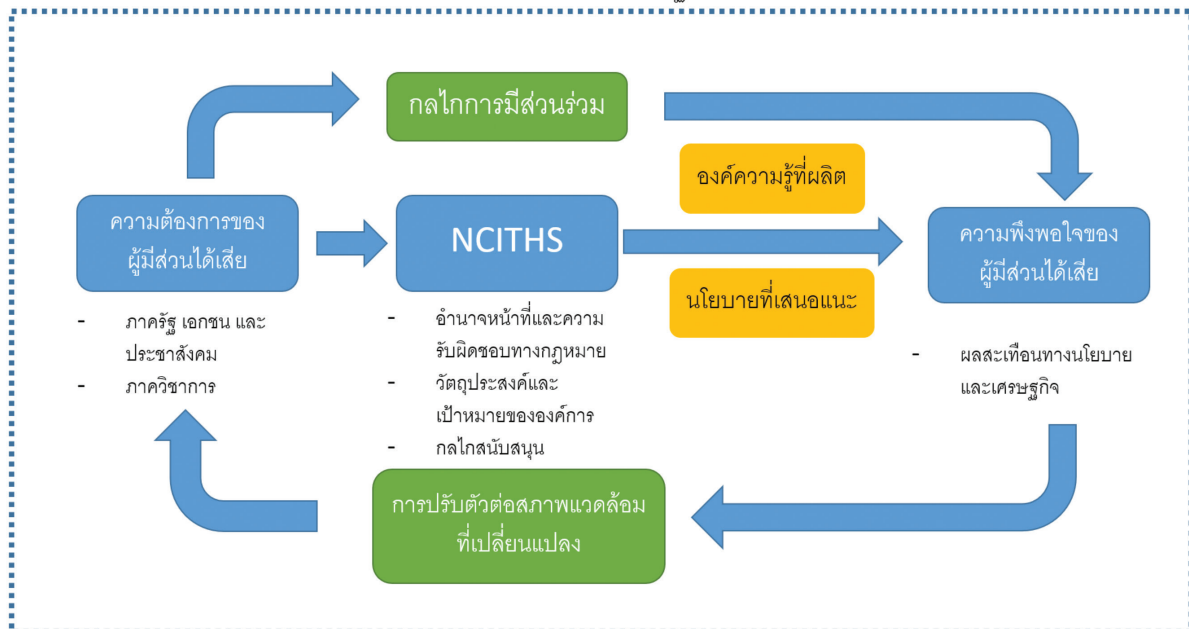 กลไกการมีส่วนร่วม
องค์ความรู้ที่ผลิต
ความต้องการของ
ผู้มีส่วนได้เสีย
NCITHS
ความพึงพอใจของ
ผู้มีส่วนได้เสีย
นโยบายที่เสนอแนะ
- ภาครัฐ เอกชน และ
ประชาสังคม
- ภาควิชาการ
- อำนาจหน้าที่และความ
รับผิดชอบทางกฎหมาย
- วัตถุประสงค์และ
เป้าหมายขององค์การ
- กลไกสนับสนุน
- ผลสะเทือนทางนโยบาย
และเศรษฐกิจ
การปรับตัวต่อสภาพแวดล้อม
ที่เปลี่ยนแปลง